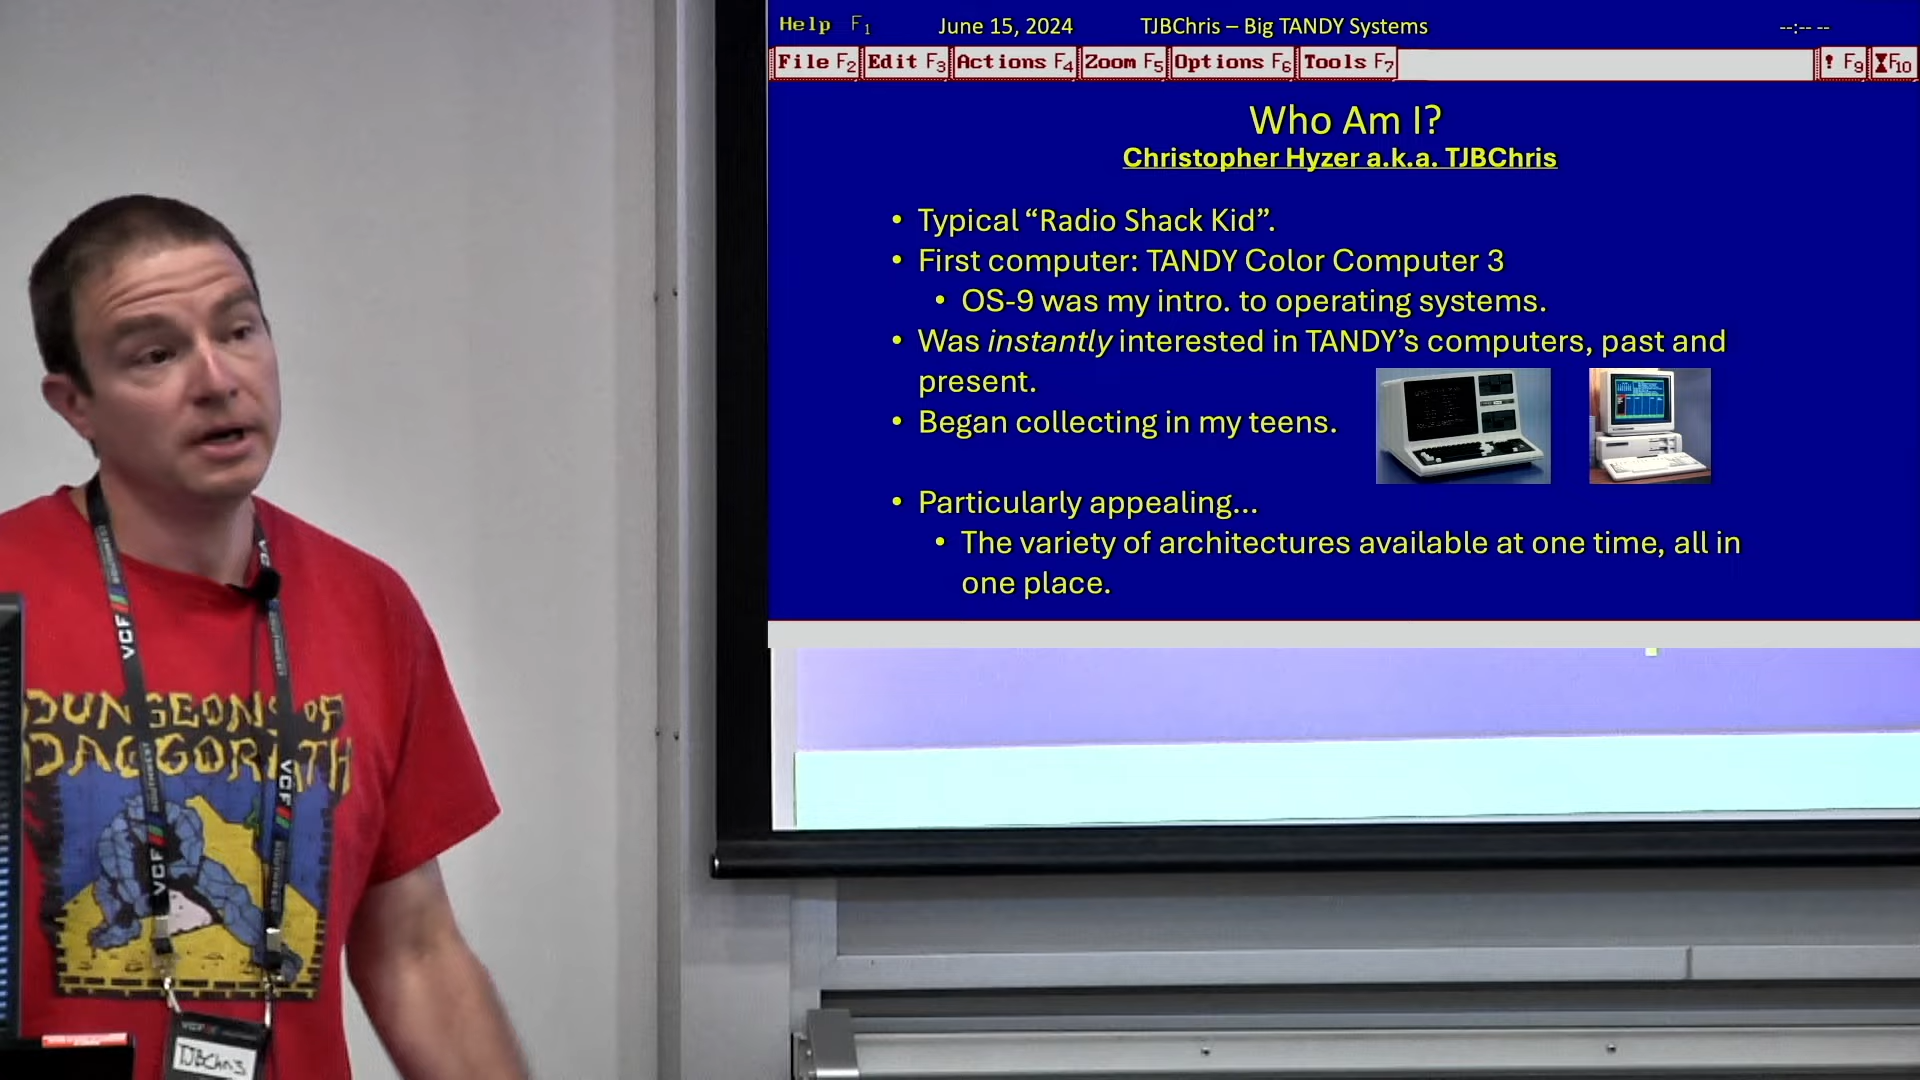 Help F1 June 15, 2024 TJBChris – Big TANDY Systems --:-- --
File F2 Edit F3 Actions F4 Zoom F5 Options F6 Tools F7 ! F9 F10
Who Am I?
Christopher Hyzer a.k.a. TJBChris
• Typical “Radio Shack Kid”.
• First computer: TANDY Color Computer 3
• OS-9 was my intro. to operating systems.
• Was instantly interested in TANDY’s computers, past and
present.
• Began collecting in my teens.
• Particularly appealing...
• The variety of architectures available at one time, all in
one place.
DUNGEONS OF
DAGGORATH
VCF
SOUTHWEST
VCF
VCF
SOUTHWEST
VCF
TJBChris